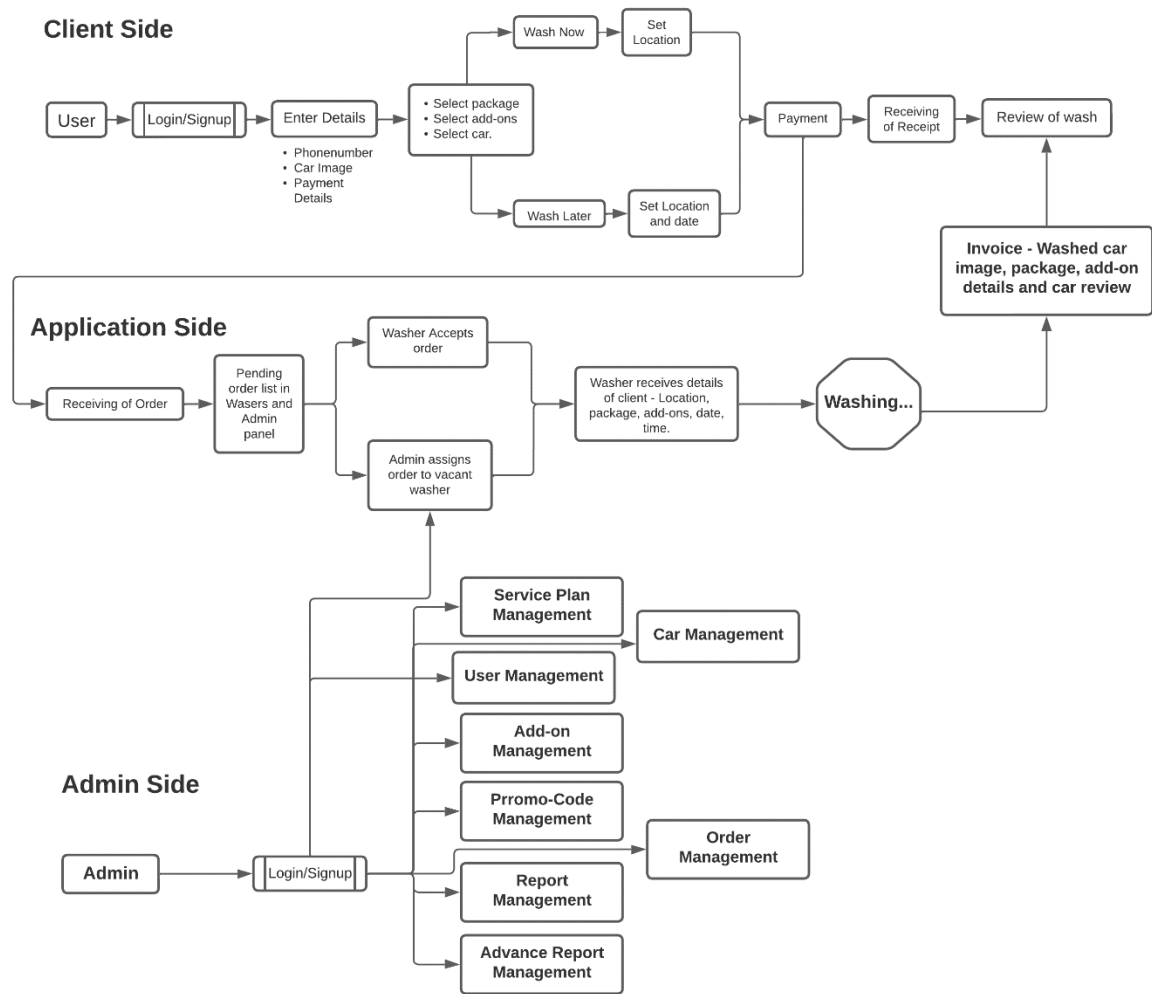 Client Side
Wash Now
Set
Location
User
Login/Signup
Enter Details
• Select package
• Select add-ons
• Select car.
Payment
Receiving
of Receipt
Review of wash
• Phonenumber
• Car Image
• Payment
Details
Wash Later
Set Location
and date
Invoice - Washed car
image, package, add-on
details and car review
Application Side
Washer Accepts
order
Receiving of Order
Pending
order list in
Wasers and
Admin
panel
Washer receives details
of client - Location,
package, add-ons, date,
time.
Washing...
Admin assigns
order to vacant
washer
Service Plan
Management
Car Management
User Management
Add-on
Management
Admin Side
Prromo-Code
Management
Order
Management
Admin
Login/Signup
Report
Management
Advance Report
Management